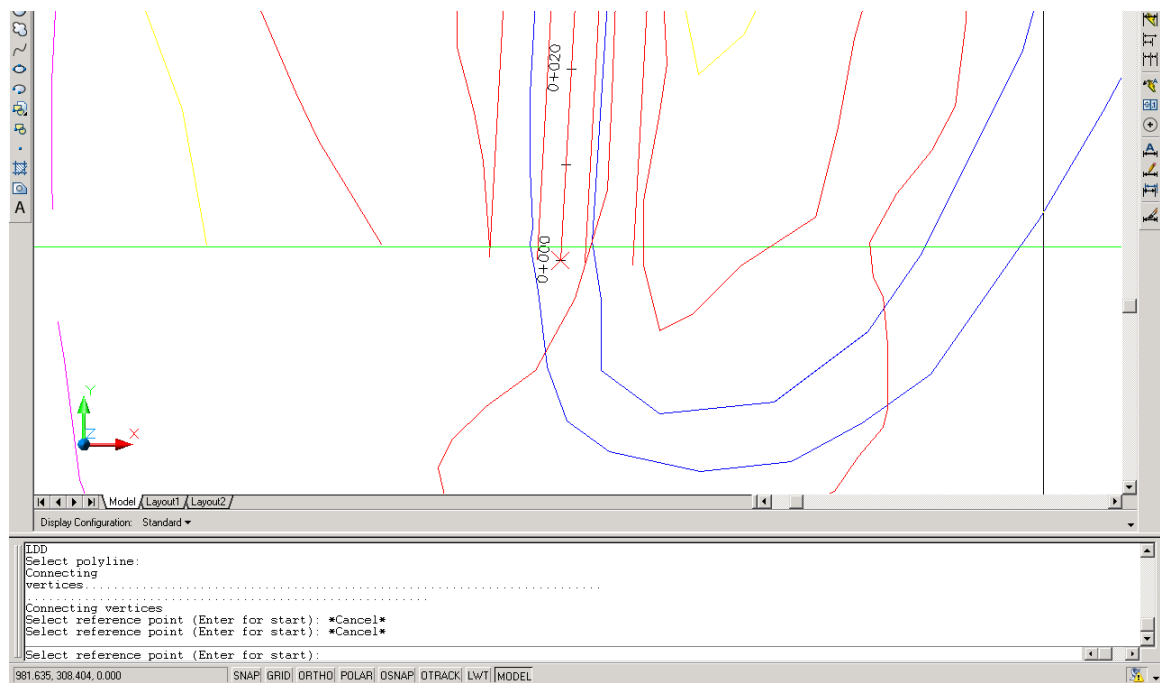 A
0+020
0+000
Y
Z
X
Model
Layout1
Layout2
Display Configuration: Standard
LDD
Select polyline:
Connecting
vertices......................................................................
......................................................
Connecting vertices
Select reference point (Enter for start): *Cancel*
Select reference point (Enter for start): *Cancel*
Select reference point (Enter for start):
981.635, 308.404, 0.000
SNAP GRID ORTHO POLAR OSNAP OTRACK LWT MODEL